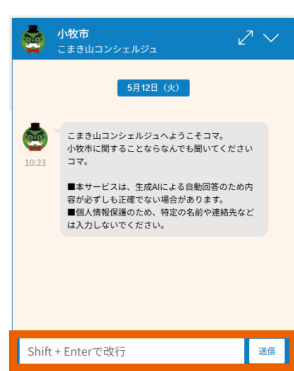 小牧市
こまき山コンシェルジュ
5月12日（火）
こまき山コンシェルジュへようこそコマ。
小牧市に関することならなんでも聞いてください
コマ。
■本サービスは、生成AIによる自動回答のため内
容が必ずしも正確でない場合があります。
■個人情報保護のため、特定の名前や連絡先など
は入力しないでください。
10:23
Shift + Enterで改行
送信